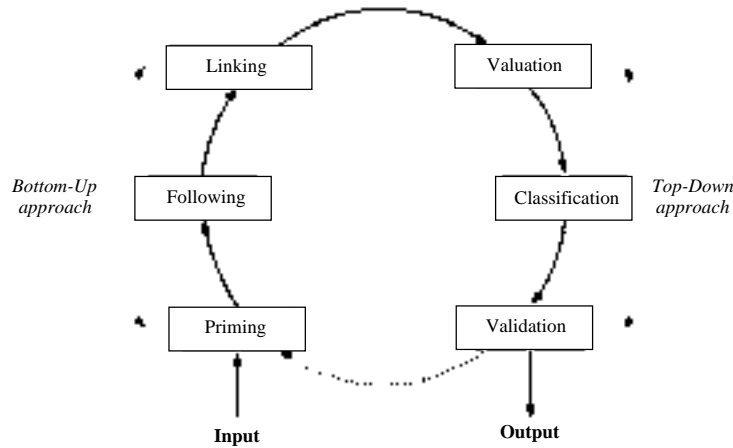 Linking
Valuation
Bottom-Up
approach
Following
Classification
Top-Down
approach
Priming
Validation
Input
Output